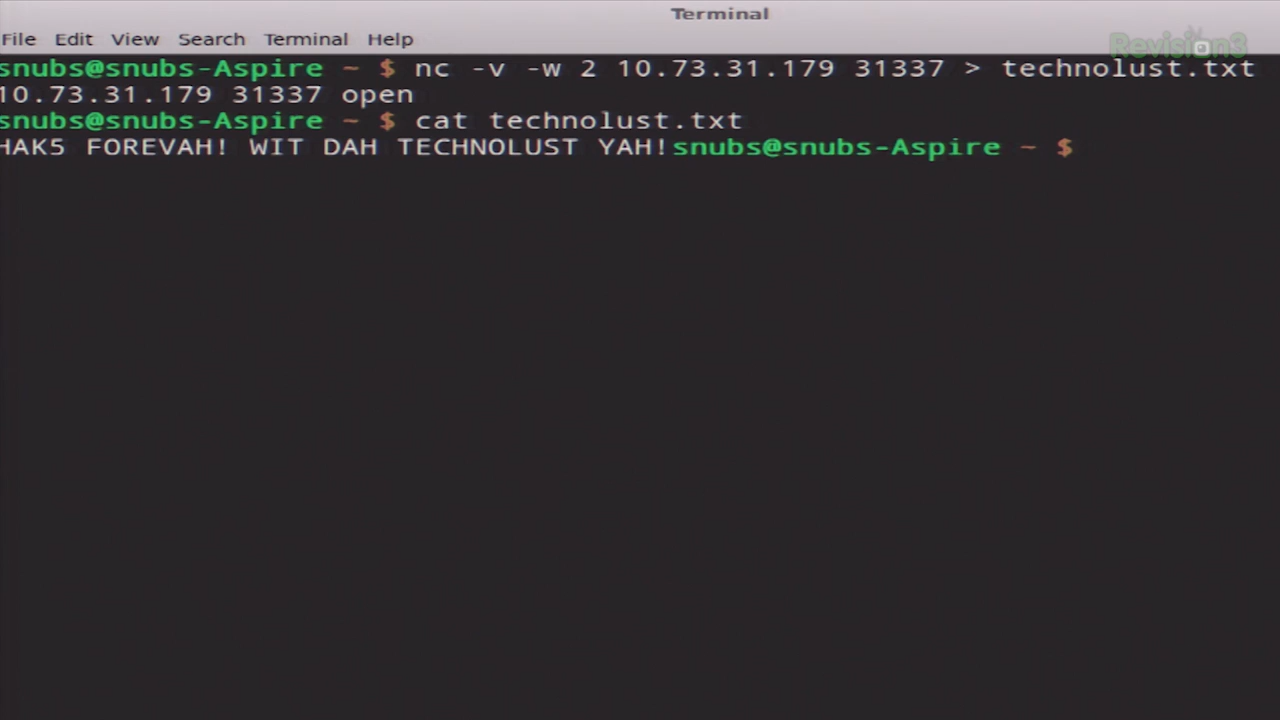 Terminal
File Edit View Search Terminal Help
Revision3
snubs@snubs-Aspire ~ $ nc -v -w 2 10.73.31.179 31337 > technolust.txt
10.73.31.179 31337 open
snubs@snubs-Aspire ~ $ cat technolust.txt
HAK5 FOREVAH! WIT DAH TECHNOLUST YAH!snubs@snubs-Aspire ~ $